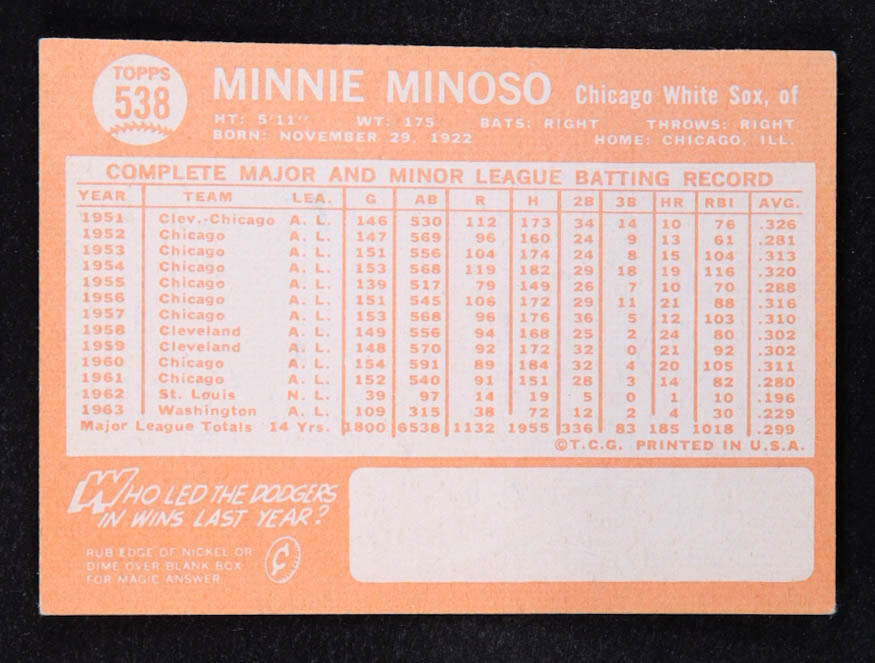 TOPPS
538
MINNIE MINOSO Chicago White Sox, of
HT: 5'11" WT: 175 BATS: RIGHT THROWS: RIGHT
BORN: NOVEMBER 29, 1922 HOME: CHICAGO, ILL.
COMPLETE MAJOR AND MINOR LEAGUE BATTING RECORD
YEAR TEAM LEA. G AB R H 2B 3B HR RBI AVG.
1951 Clev.-Chicago A. L. 146 530 112 173 34 14 10 76 .326
1952 Chicago A. L. 147 569 96 160 24 9 13 61 .281
1953 Chicago A. L. 151 556 104 174 24 8 15 104 .313
1954 Chicago A. L. 153 568 119 182 29 18 19 116 .320
1955 Chicago A. L. 139 517 79 149 26 7 10 70 .288
1956 Chicago A. L. 151 545 106 172 29 11 21 88 .316
1957 Chicago A. L. 153 568 96 176 36 5 12 103 .310
1958 Cleveland A. L. 149 556 94 168 25 2 24 80 .302
1959 Cleveland A. L. 148 570 92 172 32 0 21 92 .302
1960 Chicago A. L. 154 591 89 184 32 4 20 105 .311
1961 Chicago A. L. 152 540 91 151 28 3 14 82 .280
1962 St. Louis N. L. 39 97 14 19 5 0 1 10 .196
1963 Washington A. L. 109 315 38 72 12 2 4 30 .229
Major League Totals 14 Yrs. 1800 6538 1132 1955 336 83 185 1018 .299
©T.C.G. PRINTED IN U.S.A.
WHO LED THE DODGERS
IN WINS LAST YEAR?
RUB EDGE OF NICKEL OR
DIME OVER BLANK BOX
FOR MAGIC ANSWER
¢